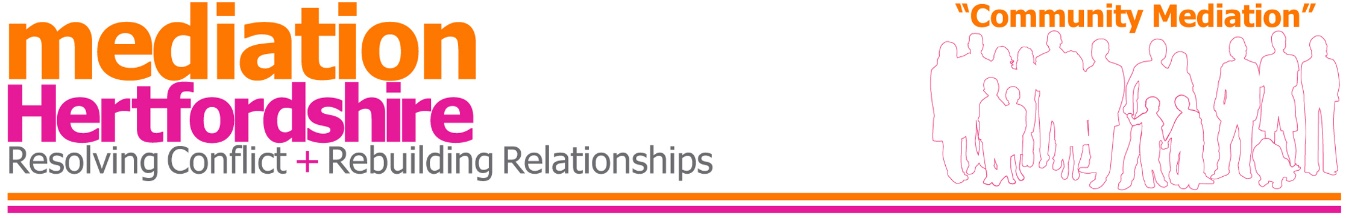 mediation
Hertfordshire
Resolving Conflict + Rebuilding Relationships
“Community Mediation”